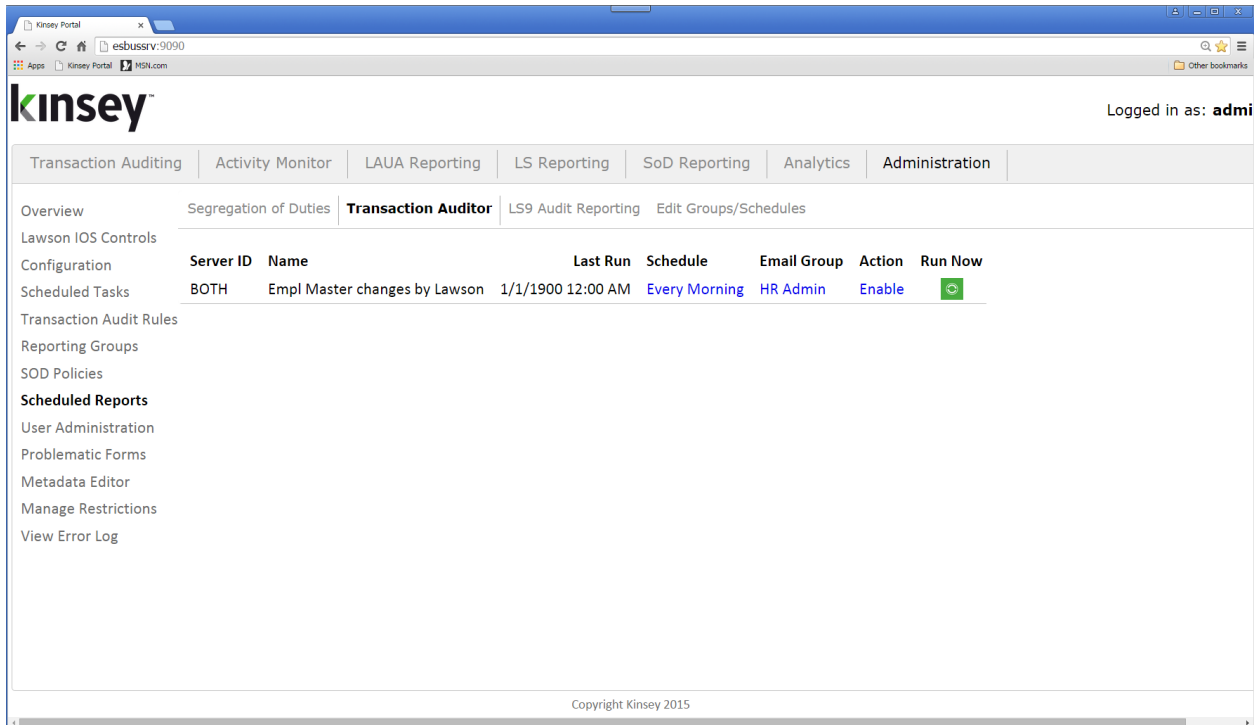 Kinsey Portal
esbussrv:9090
Apps Kinsey Portal MSN.com Other bookmarks
kinsey™
Logged in as: admi
Transaction Auditing Activity Monitor LAUA Reporting LS Reporting SoD Reporting Analytics Administration
Overview
Lawson IOS Controls
Configuration
Scheduled Tasks
Transaction Audit Rules
Reporting Groups
SOD Policies
Scheduled Reports
User Administration
Problematic Forms
Metadata Editor
Manage Restrictions
View Error Log
Segregation of Duties Transaction Auditor LS9 Audit Reporting Edit Groups/Schedules
Server ID Name Last Run Schedule Email Group Action Run Now
BOTH Empl Master changes by Lawson 1/1/1900 12:00 AM Every Morning HR Admin Enable
Copyright Kinsey 2015